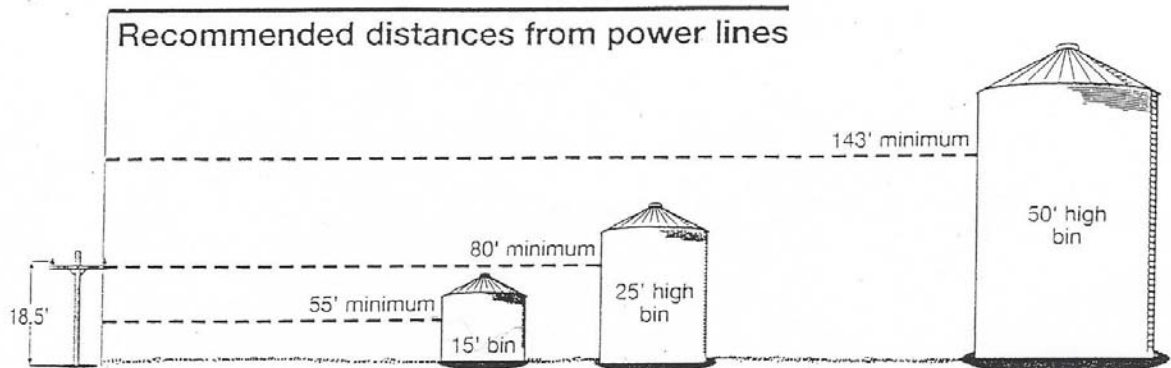 Recommended distances from power lines
143' minimum
80' minimum
55' minimum
18.5'
15' bin
25' high
bin
50' high
bin